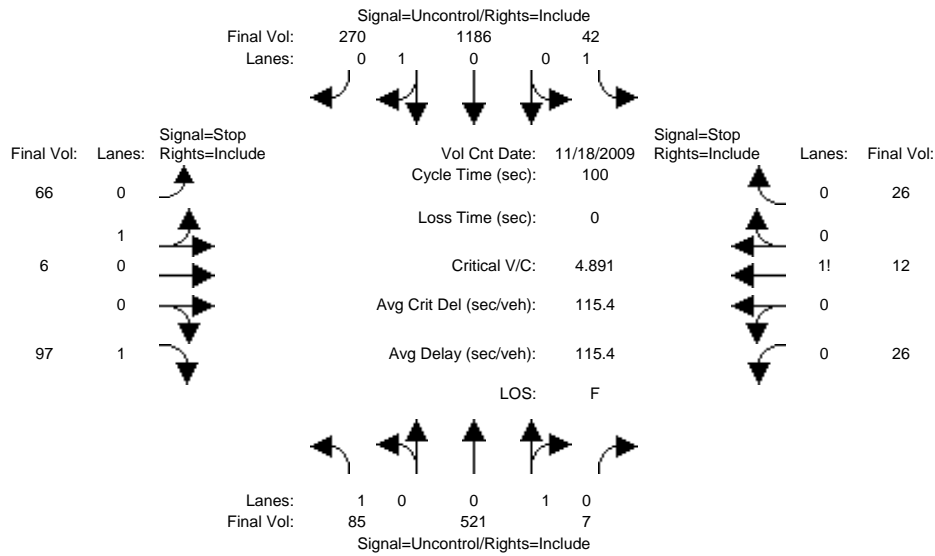 Signal=Uncontrol/Rights=Include
Final Vol: 270 1186 42
Lanes: 0 1 0 0 1
Signal=Stop Signal=Stop
Final Vol: Lanes: Rights=Include Vol Cnt Date: 11/18/2009 Rights=Include Lanes: Final Vol:
Cycle Time (sec): 100
66 0 0 26
Loss Time (sec): 0
1 0
6 0 Critical V/C: 4.891 1! 12
0 Avg Crit Del (sec/veh): 115.4 0
97 1 Avg Delay (sec/veh): 115.4 0 26
LOS: F
Lanes: 1 0 0 1 0
Final Vol: 85 521 7
Signal=Uncontrol/Rights=Include